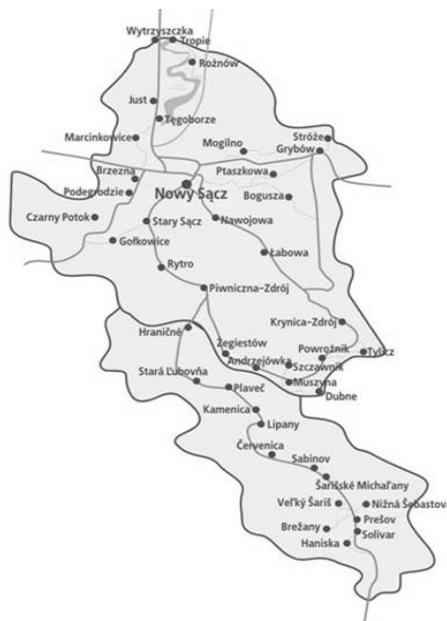 Wytrzyszczka
Tropie
Rożnów
Just
Tęgoborze
Marcinkowice
Mogilno
Stróże
Grybów
Ptaszkowa
Brzezna
Podegrodzie
Nowy Sącz
Bogusza
Czarny Potok
Stary Sącz
Nawojowa
Gołkowice
Łabowa
Rytro
Piwniczna-Zdrój
Krynica-Zdrój
Hraničné
Żegiestów
Powroźnik
Tylicz
Andrzejówka
Szczawnik
Stará Ľubovňa
Plaveč
Muszyna
Dubne
Kamenica
Lipany
Červenica
Sabinov
Šarišské Michaľany
Veľký Šariš
Nižná Šebastov
Prešov
Brežany
Solivar
Haniska